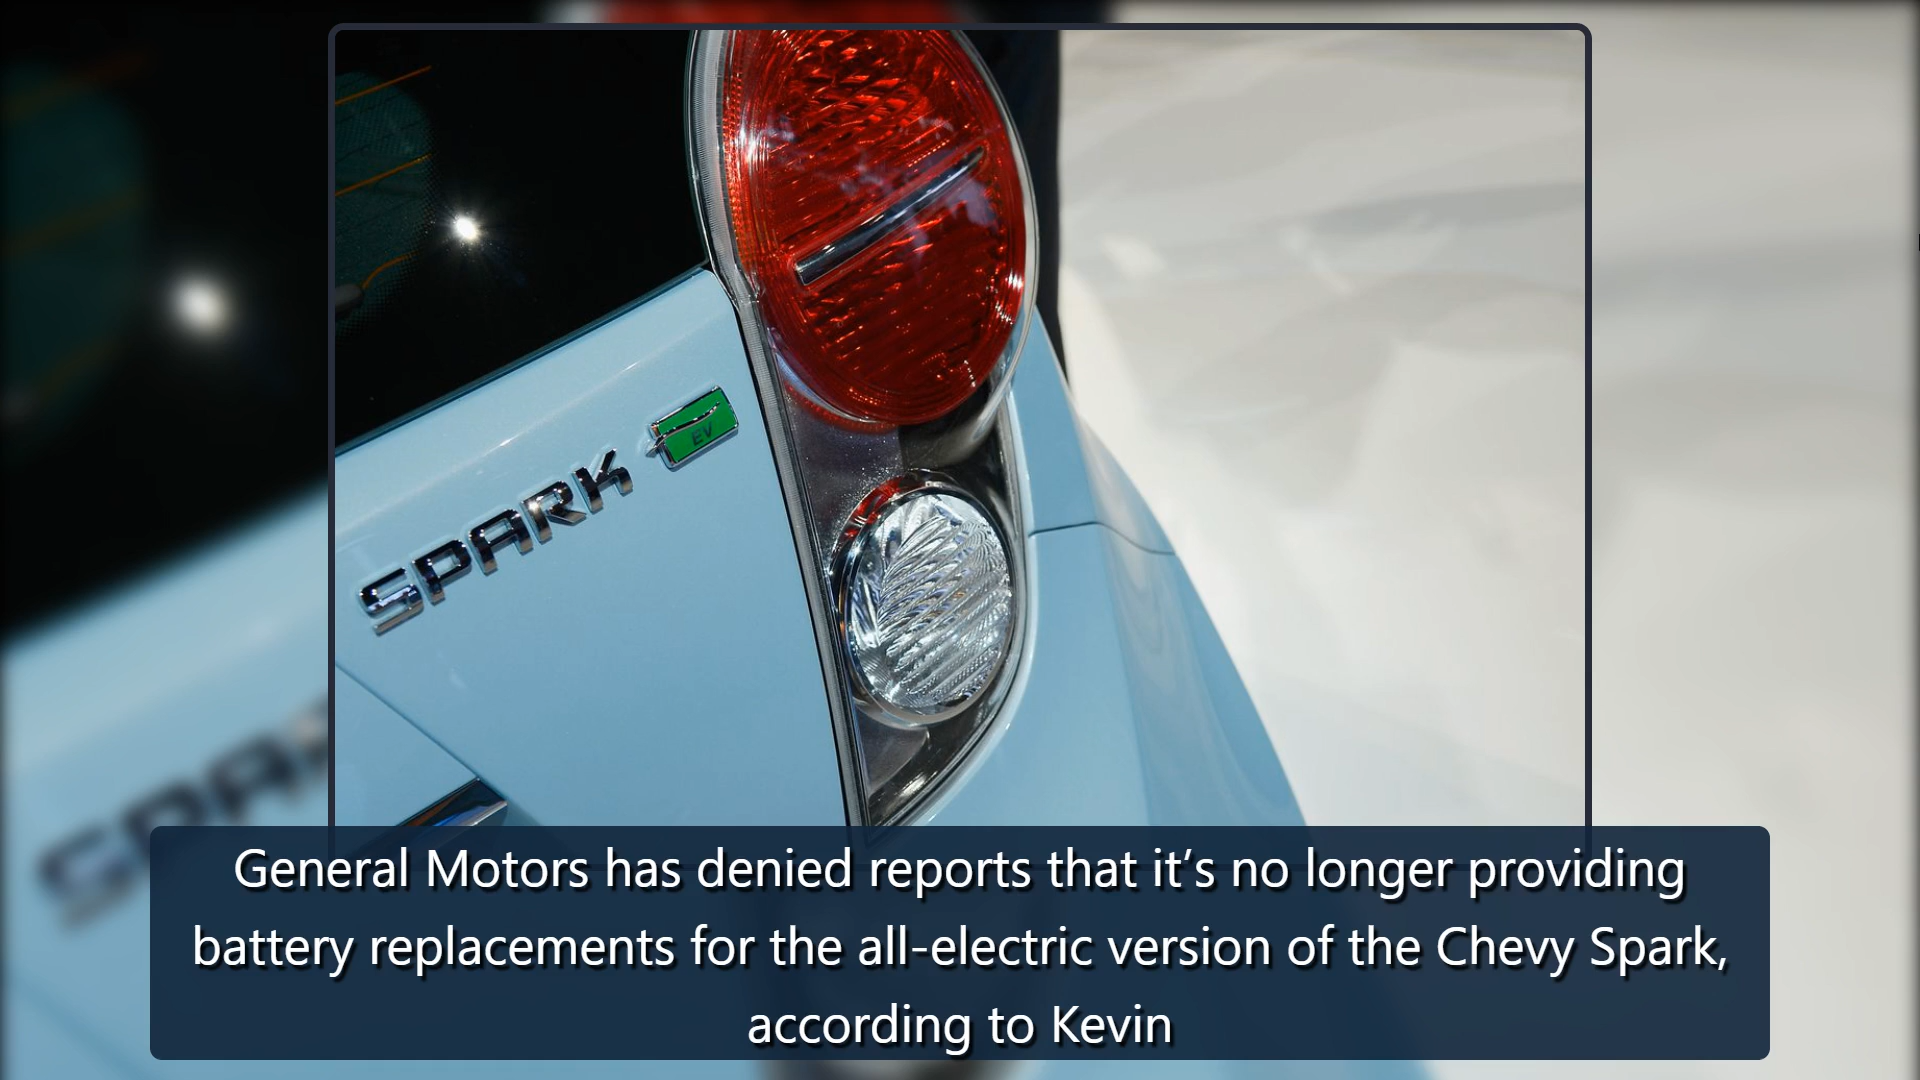 SPARK
EV
SPA
General Motors has denied reports that it’s no longer providing
battery replacements for the all-electric version of the Chevy Spark,
according to Kevin